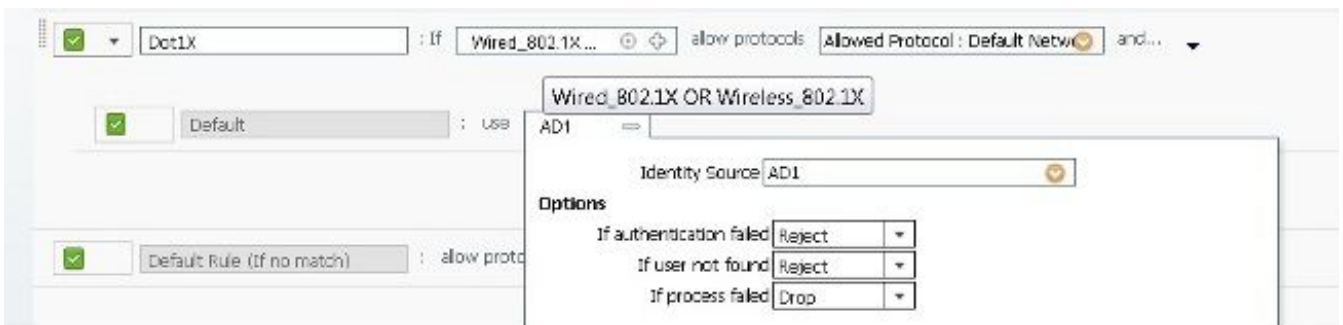 Dot1X : If Wired_802.1X ... allow protocols Allowed Protocol : Default Netw and...
Wired_802.1X OR Wireless_802.1X
Default : use AD1
Identity Source AD1
Options
If authentication failed Reject
If user not found Reject
Default Rule (If no match) : allow proto
If process failed Drop